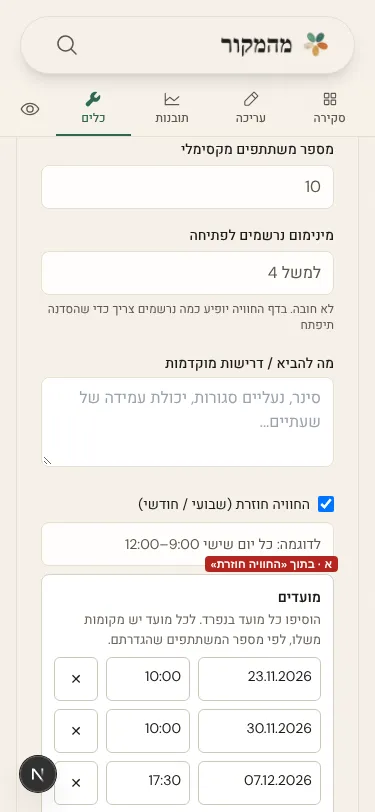 מהמקור
סקירה
עריכה
תובנות
כלים
מספר משתתפים מקסימלי
10
מינימום נרשמים לפתיחה
למשל 4
לא חובה. בדף החוויה יופיע כמה נרשמים צריך כדי שהסדנה
תיפתח
מה להביא / דרישות מוקדמות
סינר, נעליים סגורות, יכולת עמידה של
שעתיים...
החוויה חוזרת (שבועי / חודשי)
לדוגמה: כל יום שישי 9:00–12:00
א · בתוך «החוויה חוזרת»
מועדים
הוסיפו כל מועד בנפרד. לכל מועד יש מקומות
משלו, לפי מספר המשתתפים שהגדרתם.
23.11.2026 10:00 ✕
30.11.2026 10:00 ✕
07.12.2026 17:30 ✕
N